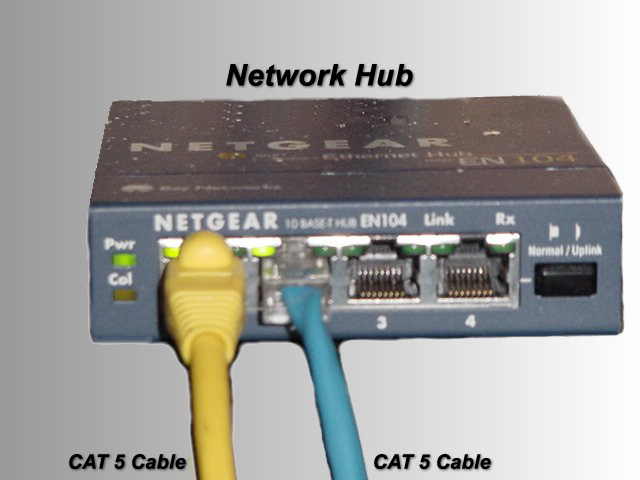 Network Hub
NETGEAR
Ethernet Hub
EN104
Bay Networks
NETGEAR 10 BASE-T HUB EN104 Link Rx
Pwr
Col
Normal / Uplink
3 4
CAT 5 Cable CAT 5 Cable